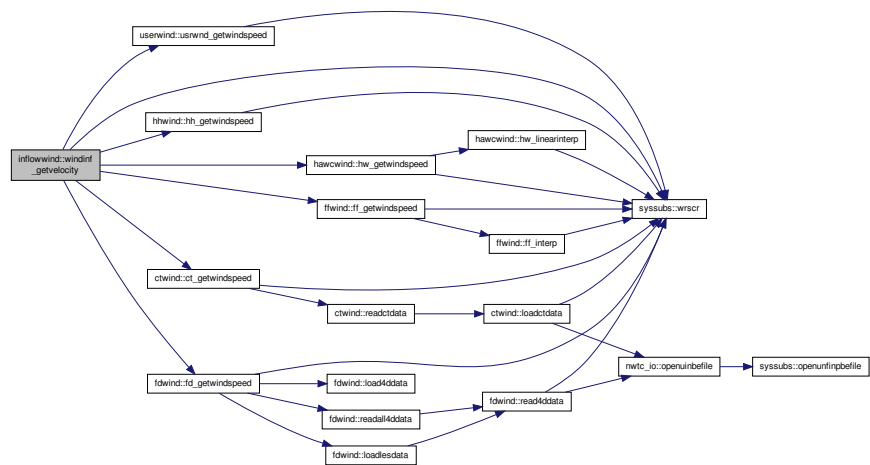 userwind::usrwnd_getwindspeed
hhwind::hh_getwindspeed
hawcwind::hw_linearinterp
inflowwind::windinf
_getvelocity
hawcwind::hw_getwindspeed
ffwind::ff_getwindspeed
syssubs::wrscr
ffwind::ff_interp
ctwind::ct_getwindspeed
ctwind::readctdata
ctwind::loadctdata
nwtc_io::openuinbefile
syssubs::openunfinpbefile
fdwind::fd_getwindspeed
fdwind::load4ddata
fdwind::read4ddata
fdwind::readall4ddata
fdwind::loadlesdata